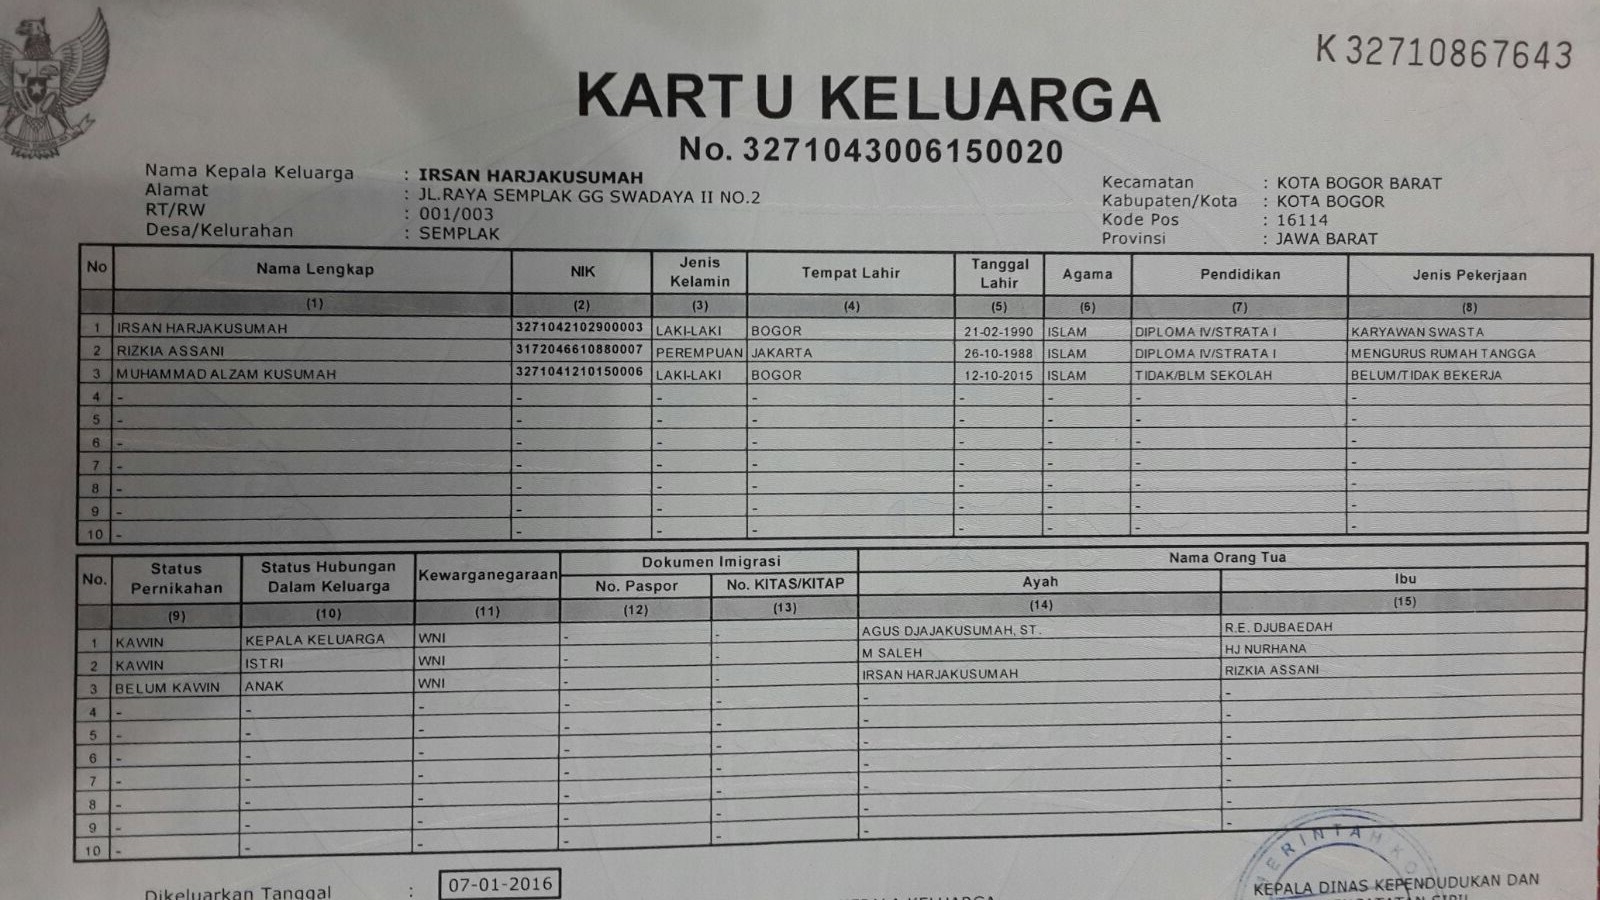 K 32710867643
KARTU KELUARGA
No. 3271043006150020
Nama Kepala Keluarga : IRSAN HARJAKUSUMAH
Alamat : JL.RAYA SEMPLAK GG SWADAYA II NO.2
RT/RW : 001/003
Desa/Kelurahan : SEMPLAK
Kecamatan : KOTA BOGOR BARAT
Kabupaten/Kota : KOTA BOGOR
Kode Pos : 16114
Provinsi : JAWA BARAT
No Nama Lengkap NIK Jenis Kelamin Tempat Lahir Tanggal Lahir Agama Pendidikan Jenis Pekerjaan
(1) (2) (3) (4) (5) (6) (7) (8)
1 IRSAN HARJAKUSUMAH 3271042102900003 LAKI-LAKI BOGOR 21-02-1990 ISLAM DIPLOMA IV/STRATA I KARYAWAN SWASTA
2 RIZKIA ASSANI 3172046610880007 PEREMPUAN JAKARTA 26-10-1988 ISLAM DIPLOMA IV/STRATA I MENGURUS RUMAH TANGGA
3 MUHAMMAD ALZAM KUSUMAH 3271041210150006 LAKI-LAKI BOGOR 12-10-2015 ISLAM TIDAK/BLM SEKOLAH BELUM/TIDAK BEKERJA
4 - - - - - - - -
5 - - - - - - - -
6 - - - - - - - -
7 - - - - - - - -
8 - - - - - - - -
9 - - - - - - - -
10 - - - - - - - -
No. Status Pernikahan Status Hubungan Dalam Keluarga Kewarganegaraan Dokumen Imigrasi Nama Orang Tua
No. Paspor No. KITAS/KITAP Ayah Ibu
(9) (10) (11) (12) (13) (14) (15)
1 KAWIN KEPALA KELUARGA WNI - - AGUS DJAJAKUSUMAH, ST. R.E. DJUBAEDAH
2 KAWIN ISTRI WNI - - M SALEH HJ NURHANA
3 BELUM KAWIN ANAK WNI - - IRSAN HARJAKUSUMAH RIZKIA ASSANI
4 - - - - - - -
5 - - - - - - -
6 - - - - - - -
7 - - - - - - -
8 - - - - - - -
9 - - - - - - -
10 - - - - - - -
Dikeluarkan Tanggal : 07-01-2016
KEPALA DINAS KEPENDUDUKAN DAN